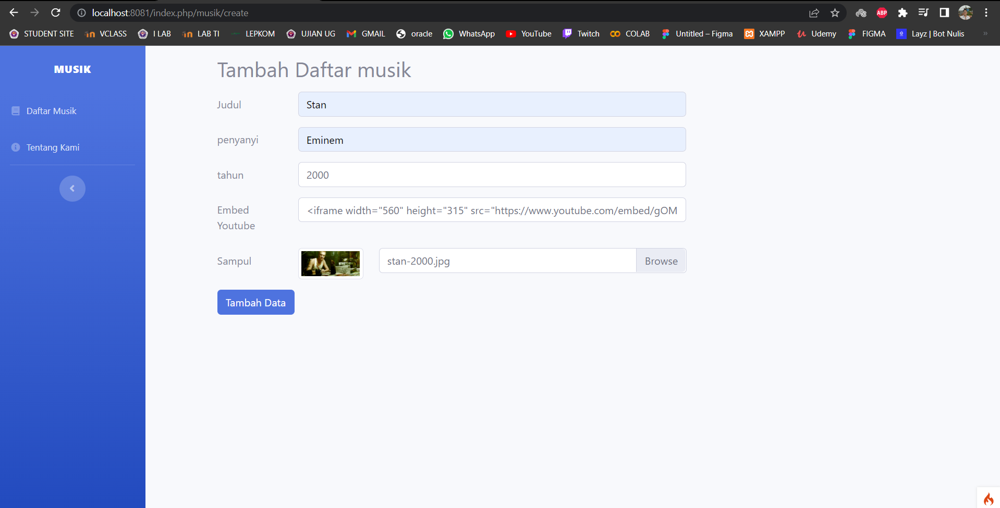 localhost:8081/index.php/musik/create
ABP
STUDENT SITE VCLASS I LAB LAB TI LEPKOM UJIAN UG GMAIL oracle WhatsApp YouTube Twitch COLAB Untitled – Figma XAMPP Udemy FIGMA Layz | Bot Nulis »
MUSIK
Daftar Musik
Tentang Kami
Tambah Daftar musik
Judul Stan
penyanyi Eminem
tahun 2000
Embed Youtube <iframe width="560" height="315" src="https://www.youtube.com/embed/gOM
Sampul stan-2000.jpg Browse
Tambah Data